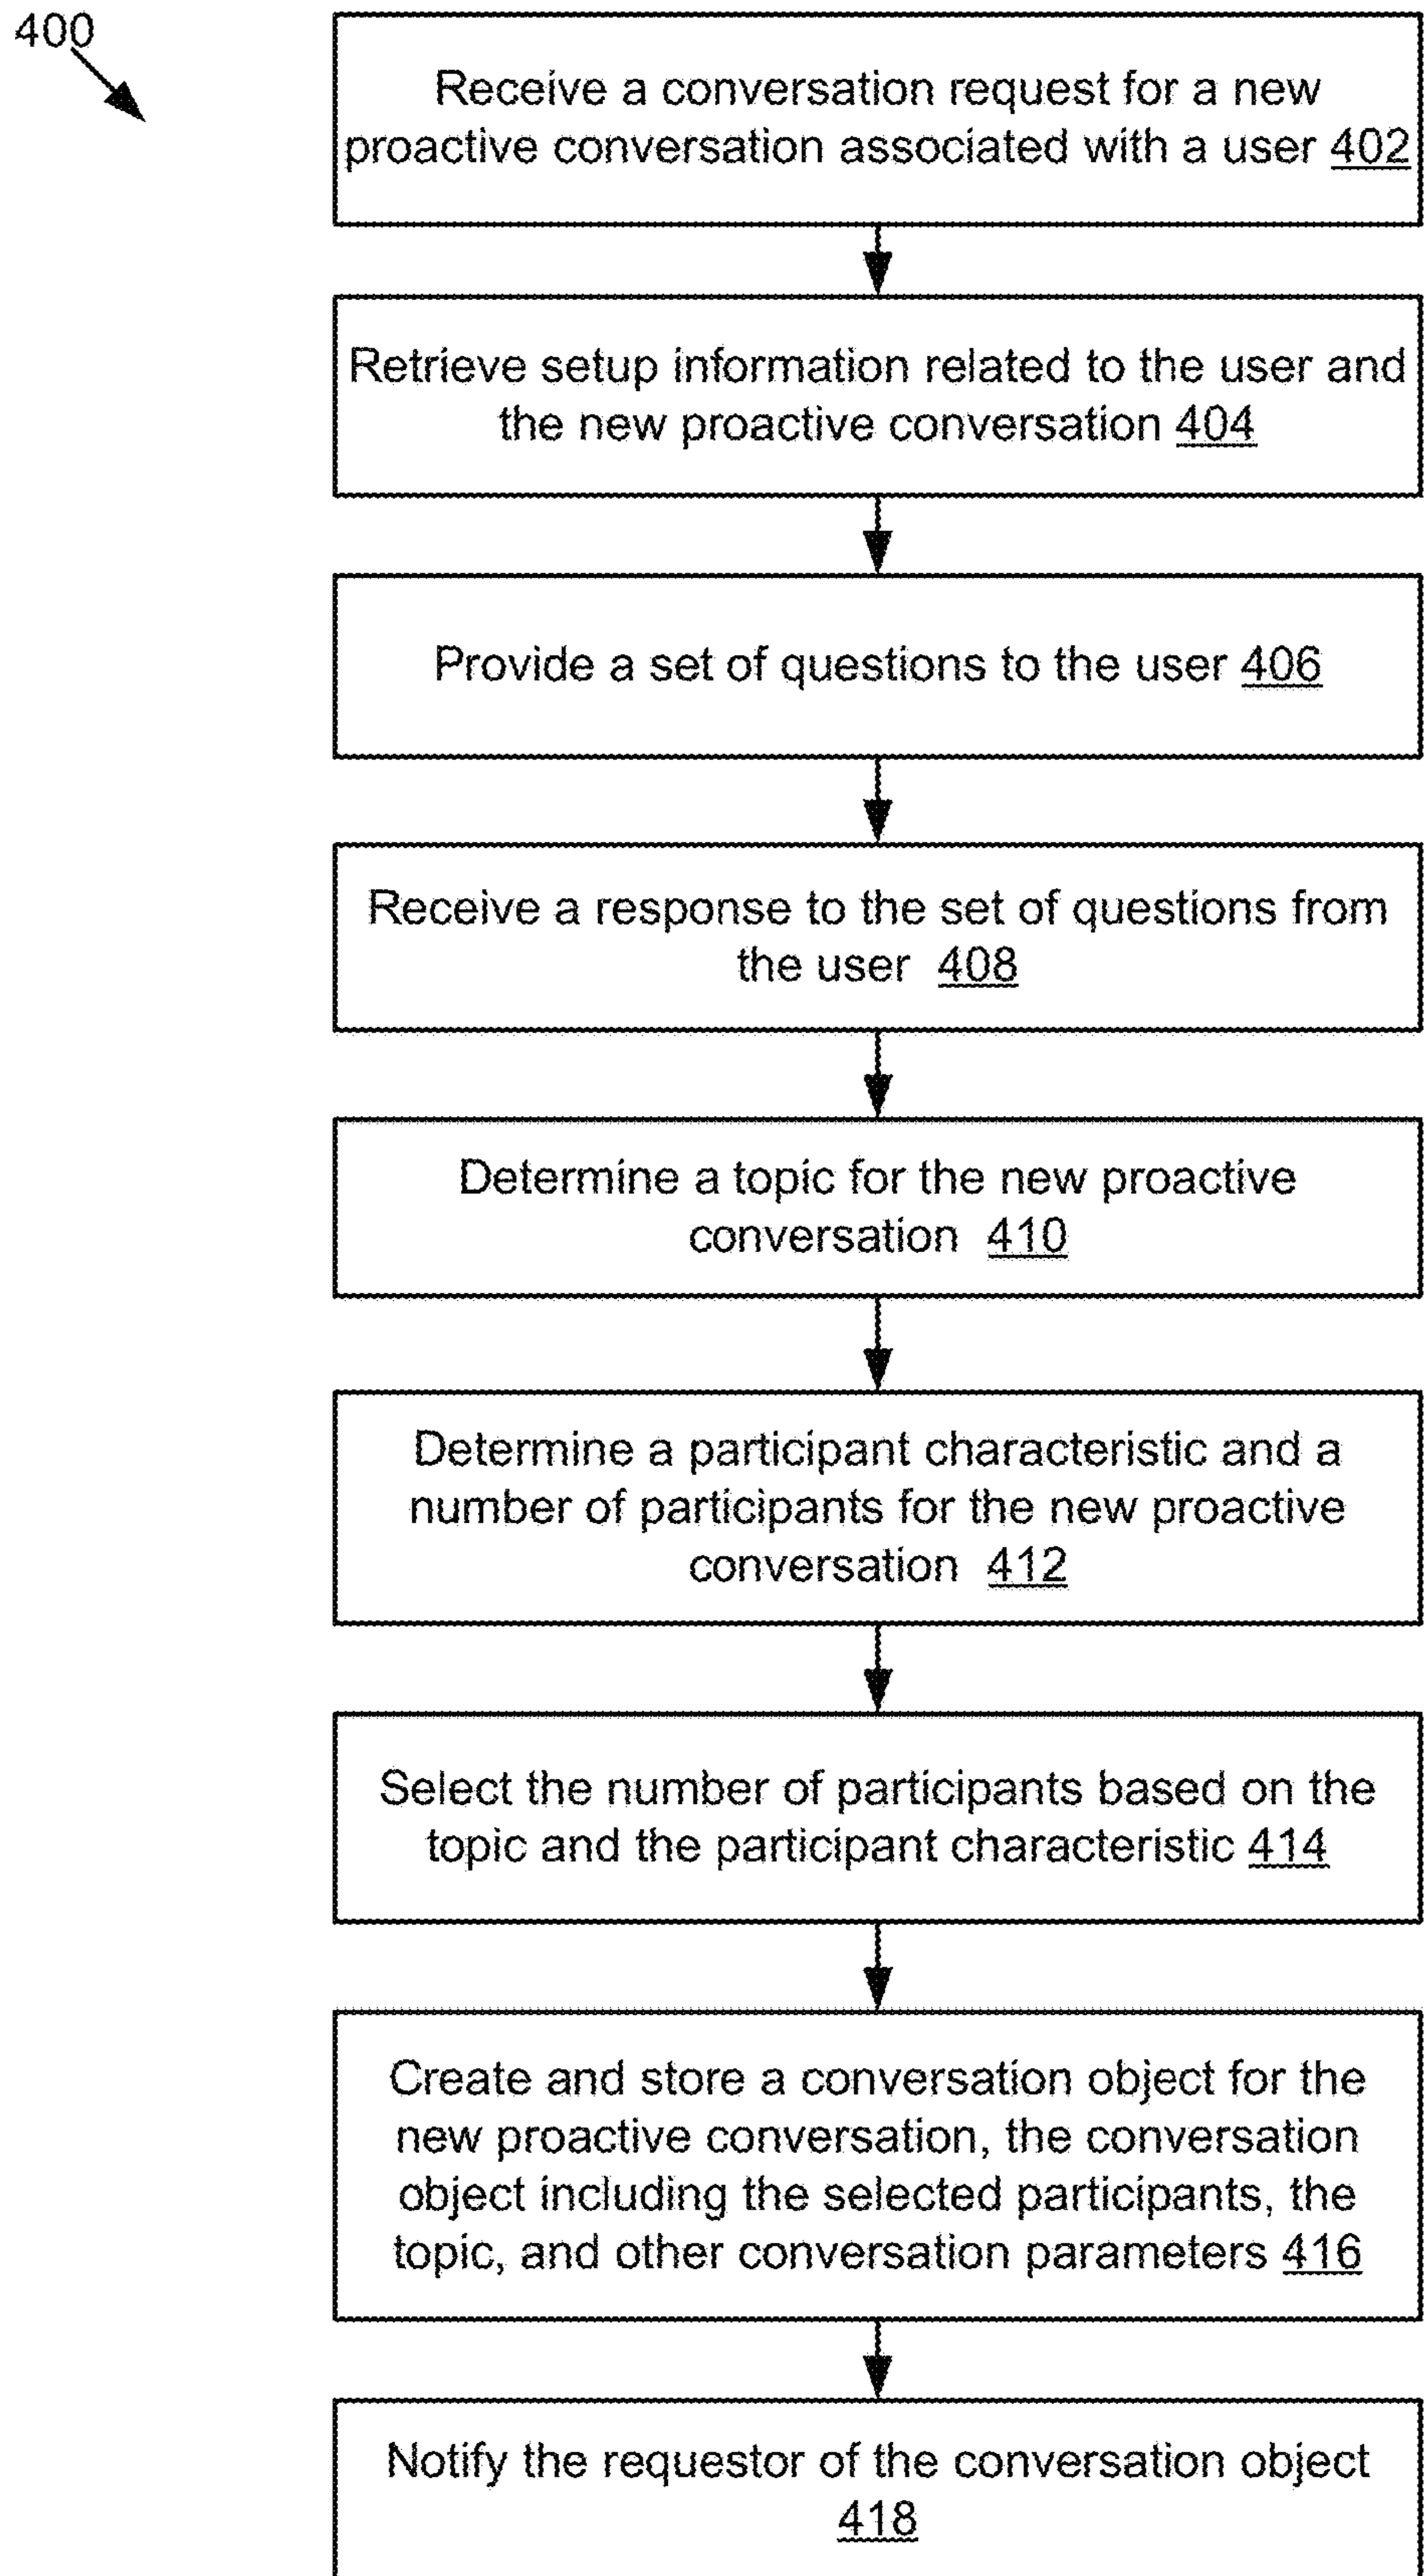 400
Receive a conversation request for a new
proactive conversation associated with a user 402
Retrieve setup information related to the user and
the new proactive conversation 404
Provide a set of questions to the user 406
Receive a response to the set of questions from
the user 408
Determine a topic for the new proactive
conversation 410
Determine a participant characteristic and a
number of participants for the new proactive
conversation 412
Select the number of participants based on the
topic and the participant characteristic 414
Create and store a conversation object for the
new proactive conversation, the conversation
object including the selected participants, the
topic, and other conversation parameters 416
Notify the requestor of the conversation object
418